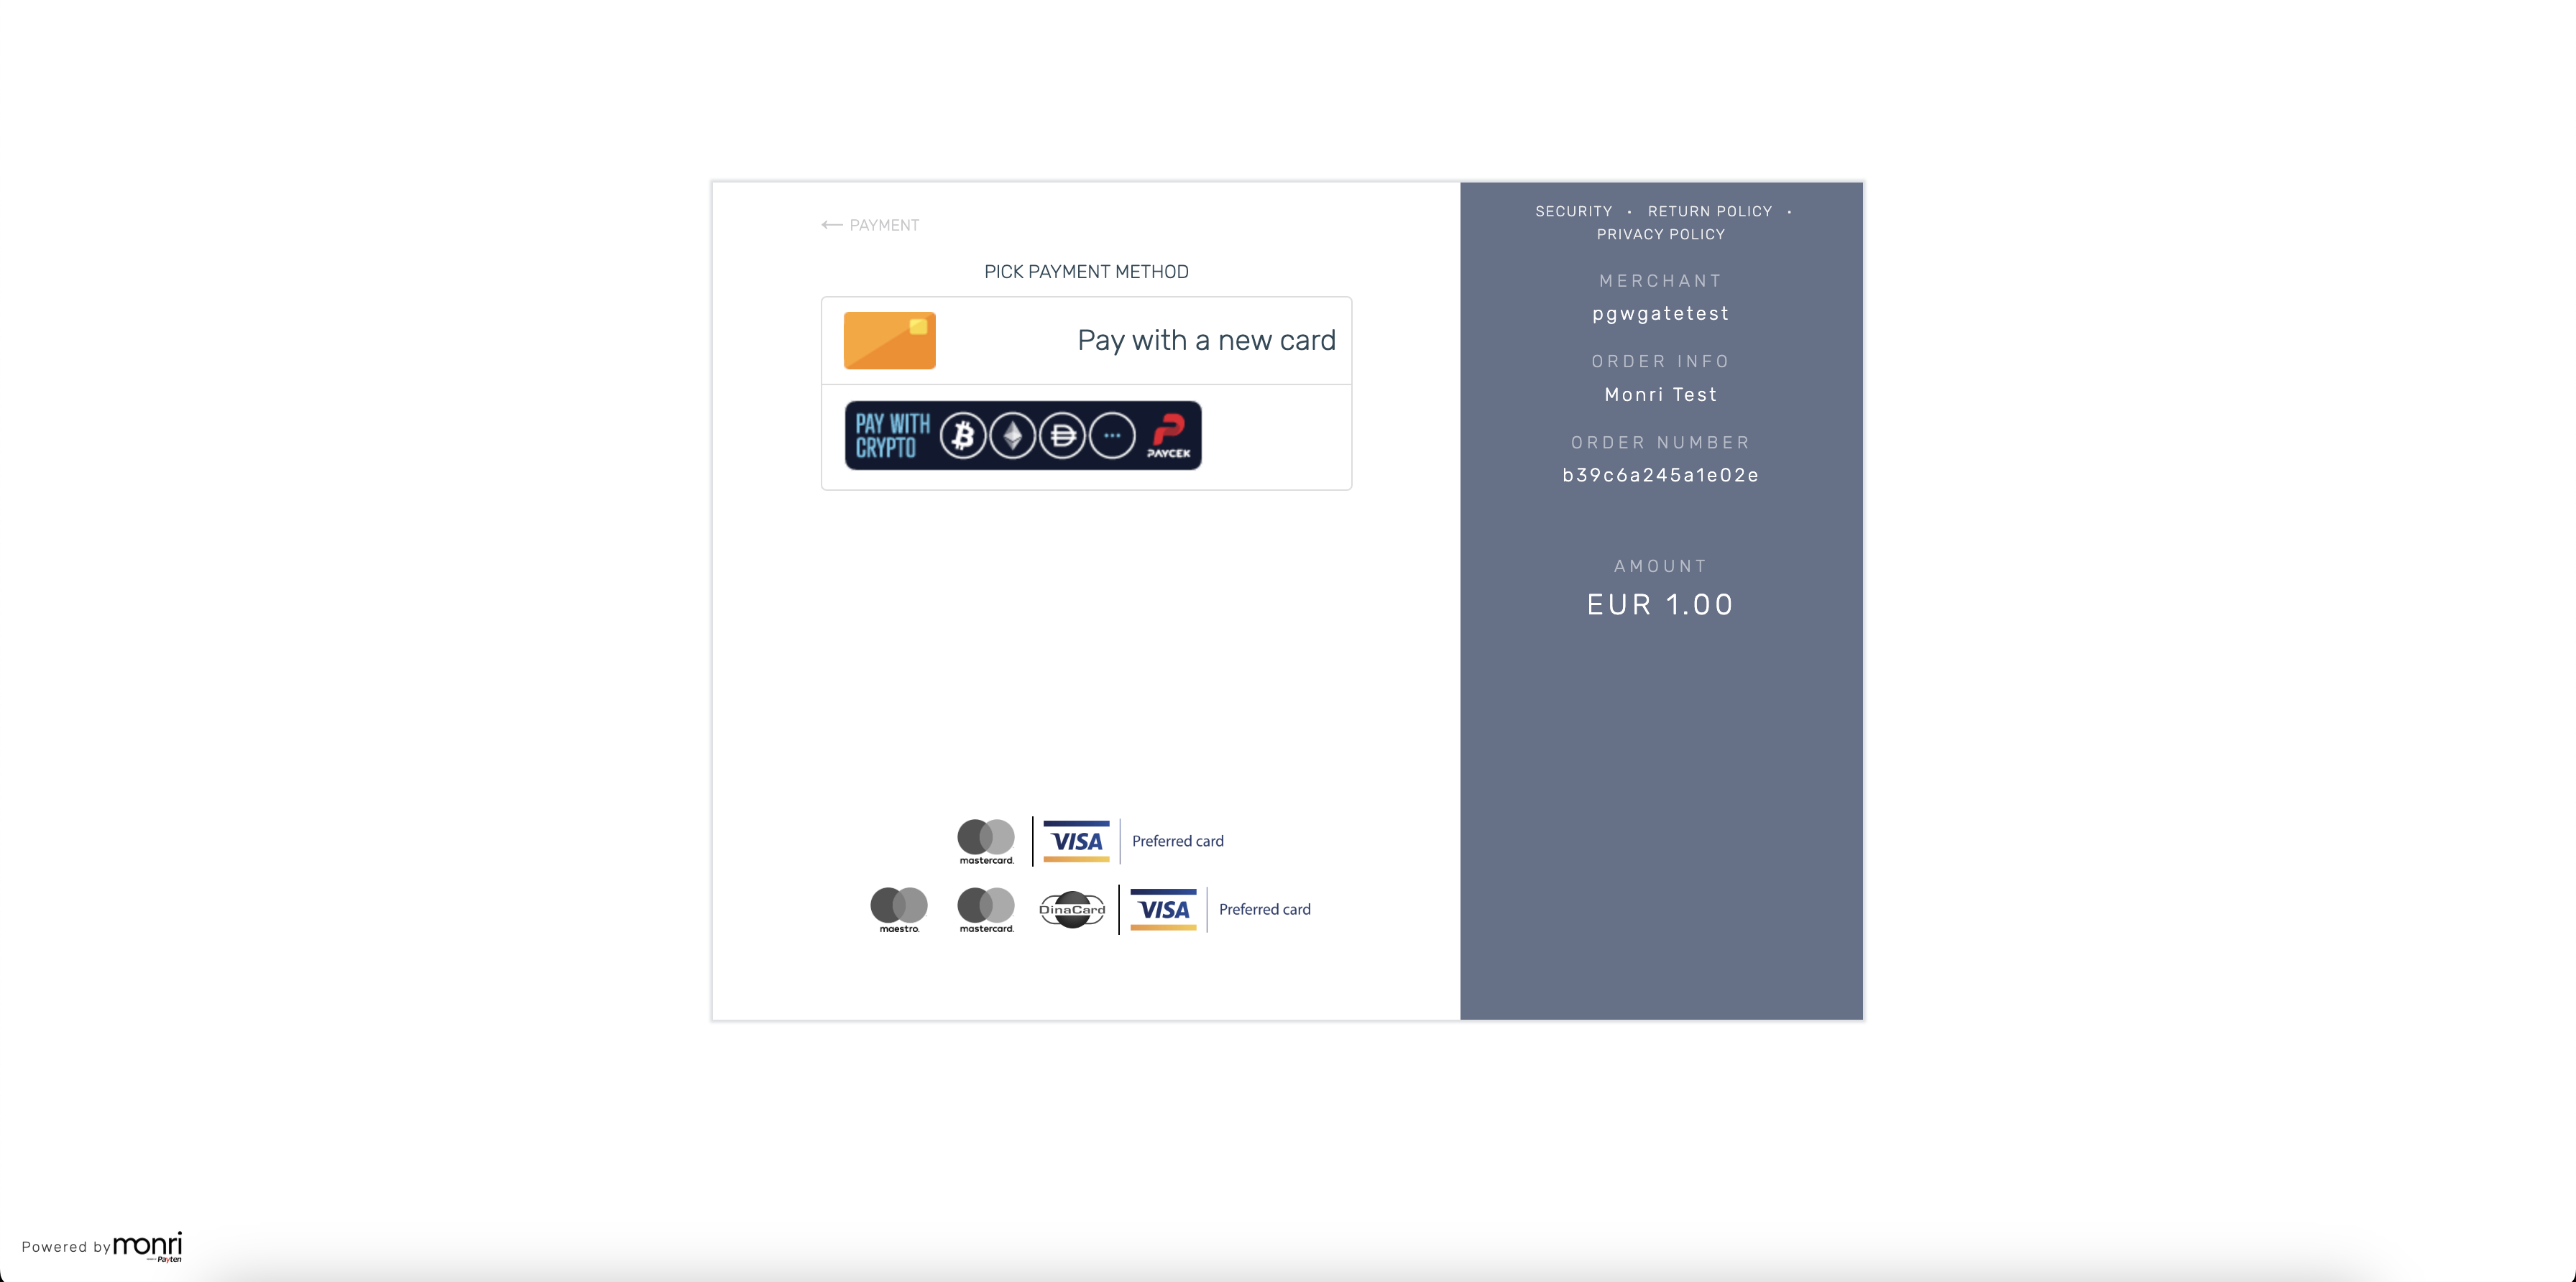 ← PAYMENT
PICK PAYMENT METHOD
Pay with a new card
PAY WITH
CRYPTO
PAYCEK
mastercard.
VISA
Preferred card
maestro.
mastercard.
DinaCard
VISA
Preferred card
SECURITY • RETURN POLICY •
PRIVACY POLICY
MERCHANT
pgwgatetest
ORDER INFO
Monri Test
ORDER NUMBER
b39c6a245a1e02e
AMOUNT
EUR 1.00
Powered by monri
Payten